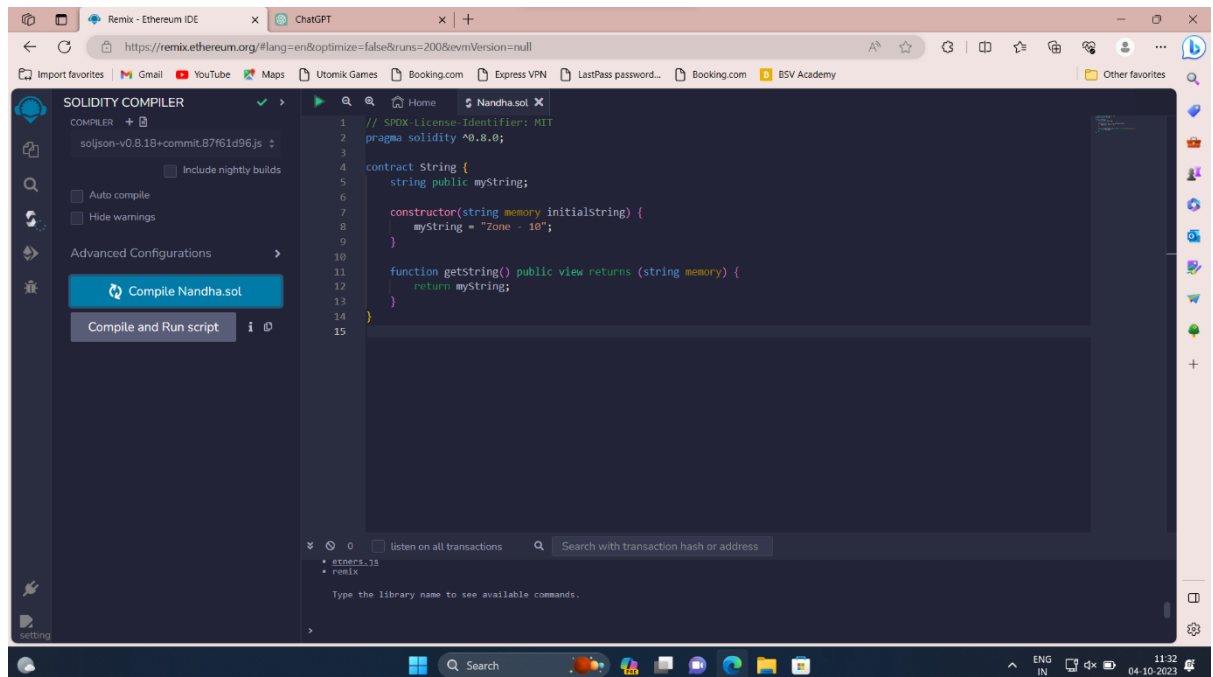 Remix - Ethereum IDE
ChatGPT
https://remix.ethereum.org/#lang=en&optimize=false&runs=200&evmVersion=null
Import favorites
Gmail
YouTube
Maps
Utomik Games
Booking.com
Express VPN
LastPass password...
Booking.com
BSV Academy
Other favorites
SOLIDITY COMPILER
COMPILER
soljson-v0.8.18+commit.87f61d96.js
Include nightly builds
Auto compile
Hide warnings
Advanced Configurations
Compile Nandha.sol
Compile and Run script
Home
Nandha.sol
1 // SPDX-License-Identifier: MIT
2 pragma solidity ^0.8.0;
3
4 contract String {
5 string public myString;
6
7 constructor(string memory initialString) {
8 myString = "Zone - 10";
9 }
10
11 function getString() public view returns (string memory) {
12 return myString;
13 }
14 }
15
0
listen on all transactions
Search with transaction hash or address
• ethers.js
• remix
Type the library name to see available commands.
>
setting
Search
ENG
IN
11:32
04-10-2023